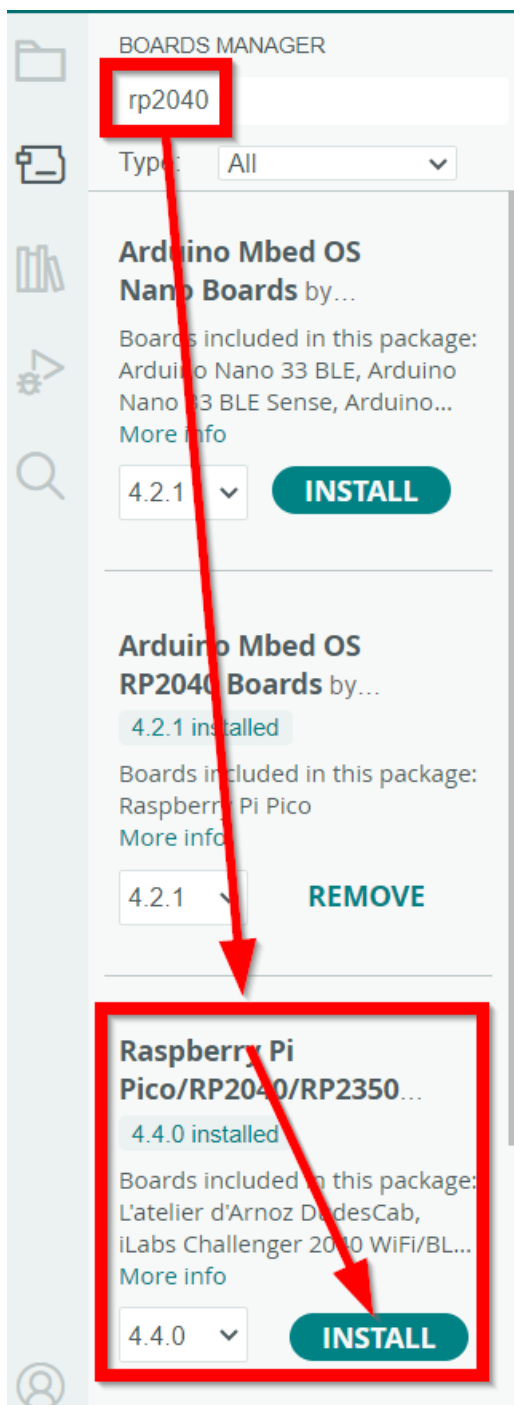 BOARDS MANAGER
rp2040
Type: All
Arduino Mbed OS
Nano Boards by...
Boards included in this package:
Arduino Nano 33 BLE, Arduino
Nano 33 BLE Sense, Arduino...
More info
4.2.1 INSTALL
Arduino Mbed OS
RP2040 Boards by...
4.2.1 installed
Boards included in this package:
Raspberry Pi Pico
More info
4.2.1 REMOVE
Raspberry Pi
Pico/RP2040/RP2350...
4.4.0 installed
Boards included in this package:
L'atelier d'Arnoz DudesCab,
iLabs Challenger 2040 WiFi/BL...
More info
4.4.0 INSTALL